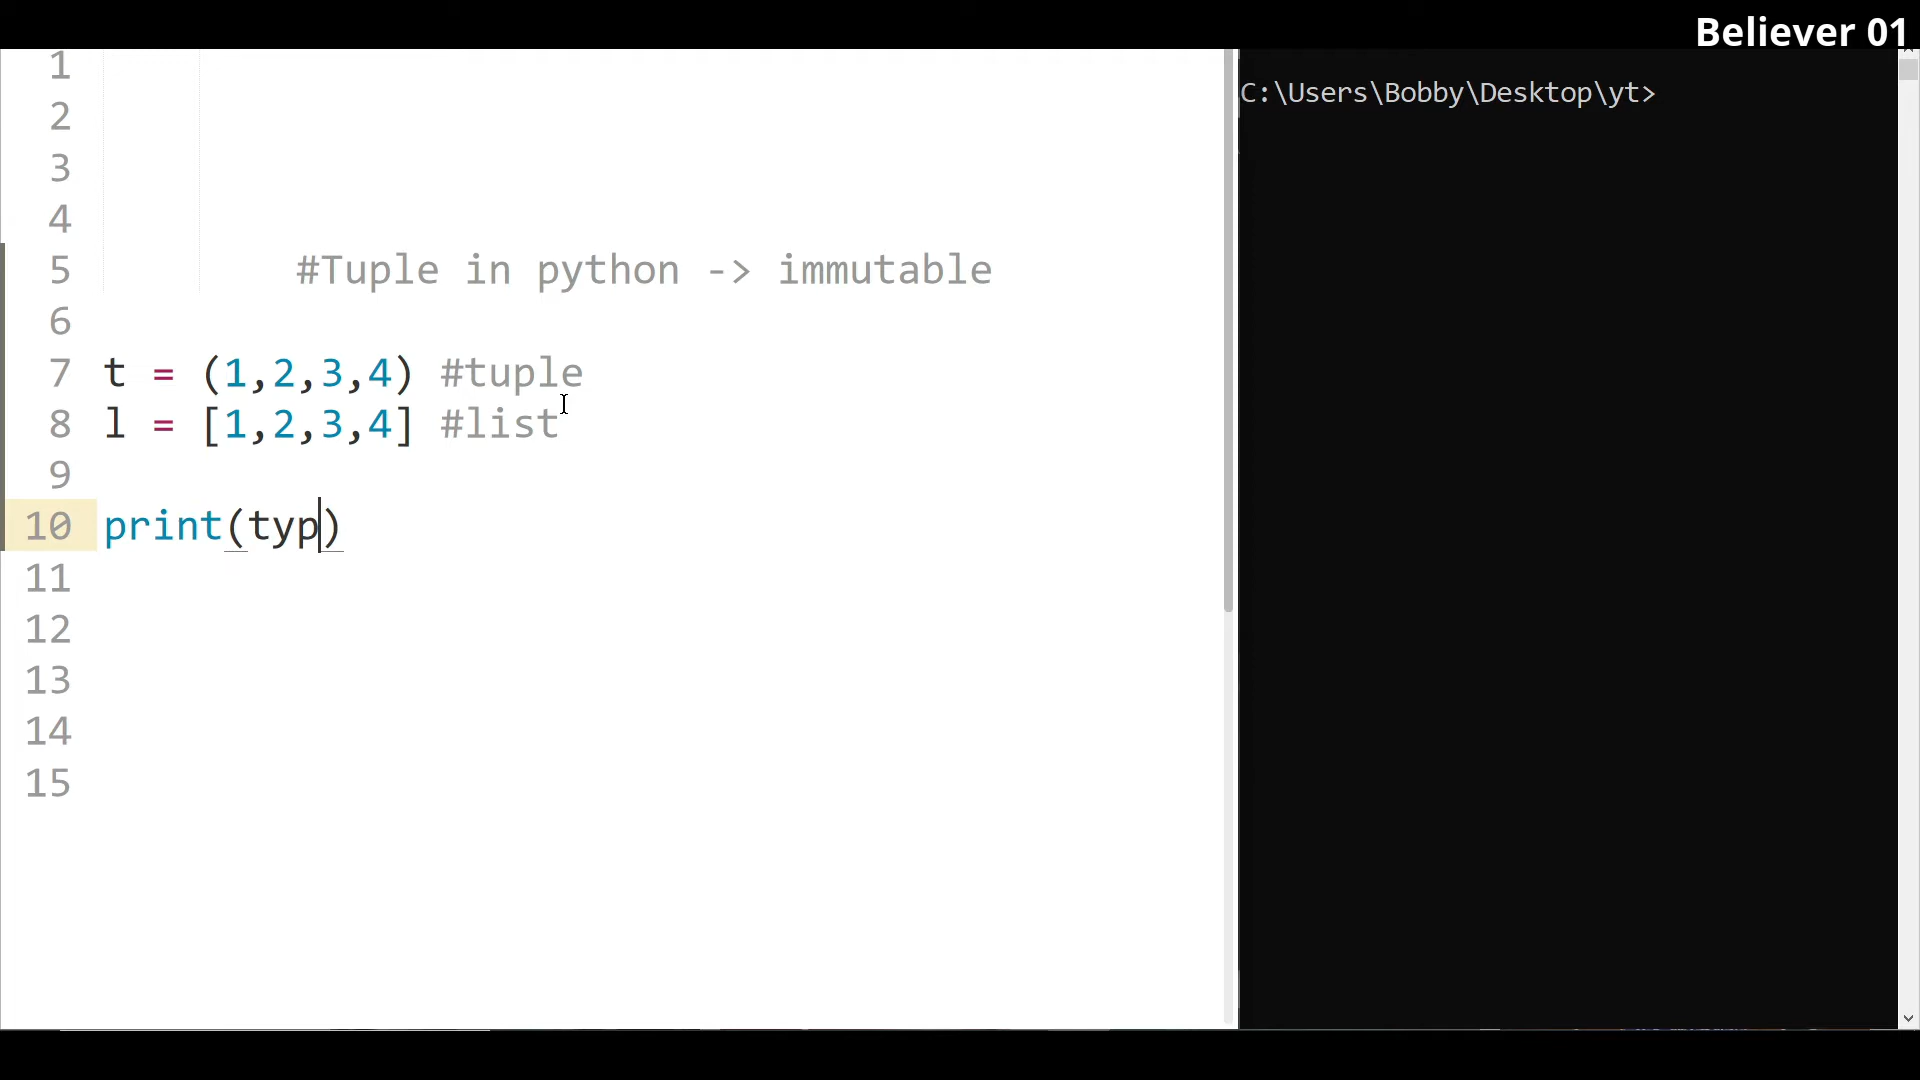 Believer 01
1
2
3
4
5 #Tuple in python -> immutable
6
7 t = (1,2,3,4) #tuple
8 l = [1,2,3,4] #list
9
10 print(typ)
11
12
13
14
15
C:\Users\Bobby\Desktop\yt>